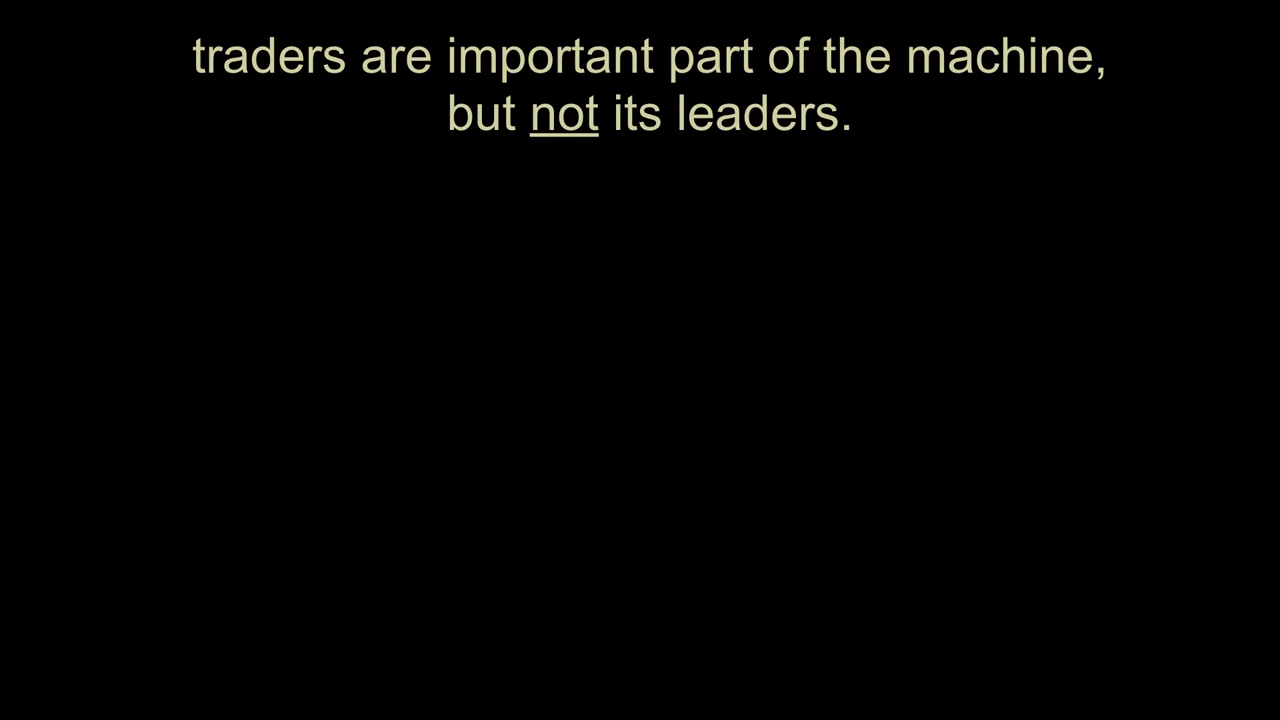 traders are important part of the machine,
but not its leaders.